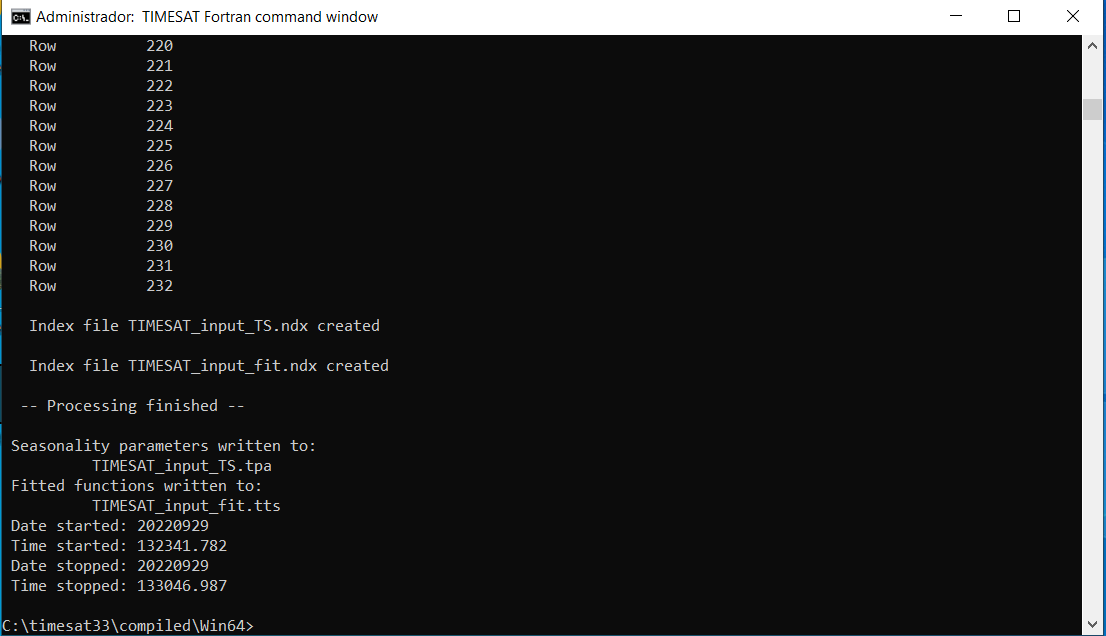 Administrador: TIMESAT Fortran command window
Row 220
Row 221
Row 222
Row 223
Row 224
Row 225
Row 226
Row 227
Row 228
Row 229
Row 230
Row 231
Row 232
Index file TIMESAT_input_TS.ndx created
Index file TIMESAT_input_fit.ndx created
-- Processing finished --
Seasonality parameters written to:
TIMESAT_input_TS.tpa
Fitted functions written to:
TIMESAT_input_fit.tts
Date started: 20220929
Time started: 132341.782
Date stopped: 20220929
Time stopped: 133046.987
C:\timesat33\compiled\Win64>